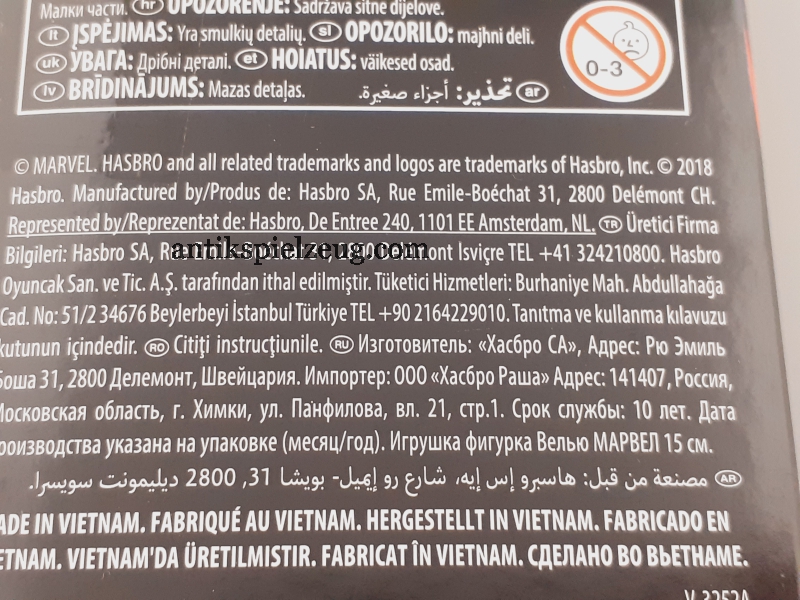 Малки части. hr UPOZORENJE: Sadržava sitne dijelove.
lt ĮSPĖJIMAS: Yra smulkių detalių. sl OPOZORILO: majhni deli.
uk УВАГА: Дрібні деталі. et HOIATUS: väikesed osad.
lv BRĪDINĀJUMS: Mazas detaļas. ar تحذير: أجزاء صغيرة.
0-3
© MARVEL. HASBRO and all related trademarks and logos are trademarks of Hasbro, Inc. © 2018
Hasbro. Manufactured by/Produs de: Hasbro SA, Rue Emile-Boéchat 31, 2800 Delémont CH.
Represented by/Reprezentat de: Hasbro, De Entree 240, 1101 EE Amsterdam, NL. TR Üretici Firma
Bilgileri: Hasbro SA, 2800 İsviçre TEL +41 324210800. Hasbro
antikspielzeug.com
Oyuncak San. ve Tic. A.Ş. tarafından ithal edilmiştir. Tüketici Hizmetleri: Burhaniye Mah. Abdullahağa
Cad. No: 51/2 34676 Beylerbeyi İstanbul Türkiye TEL +90 2164229010. Tanıtma ve kullanma kılavuzu
kutunun içindedir. RO Citiţi instrucţiunile. RU Изготовитель: «Хасбро СА», Адрес: Рю Эмиль
Боша 31, 2800 Делемонт, Швейцария. Импортер: ООО «Хасбро Раша» Адрес: 141407, Россия,
Московская область, г. Химки, ул. Панфилова, вл. 21, стр.1. Срок службы: 10 лет. Дата
производства указана на упаковке (месяц/год). Игрушка фигурка Велью МАРВЕЛ 15 см.
AR مصنعة من قبل: هاسبرو إس إيه، شارع رو إيميل- بويشا 31, 2800 ديليمونت سويسرا.
MADE IN VIETNAM. FABRIQUÉ AU VIETNAM. HERGESTELLT IN VIETNAM. FABRICADO EN
VIETNAM. VIETNAM'DA ÜRETILMISTIR. FABRICAT ÎN VIETNAM. СДЕЛАНО ВО ВЬЕТНАМЕ.
V-3252A